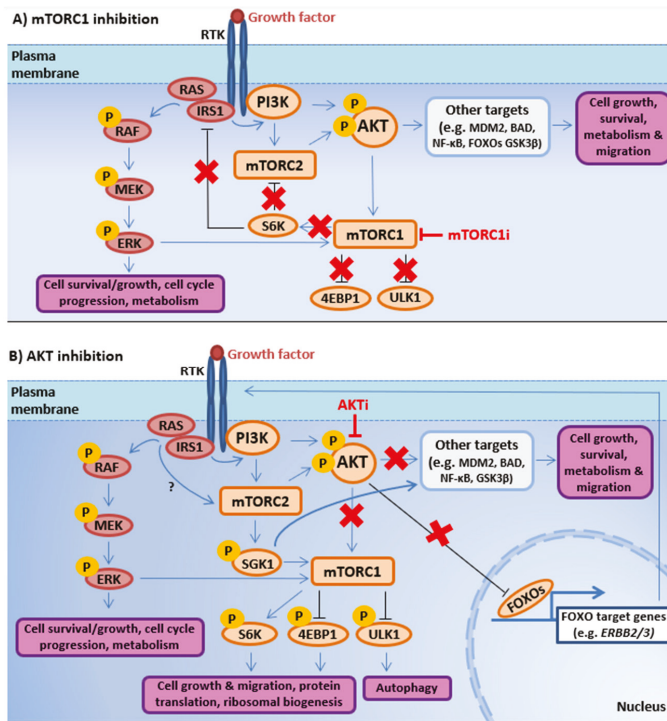 A) mTORC1 inhibition
Growth factor
RTK
Plasma
membrane
RAS
IRS1
PI3K
P
RAF
P
P
AKT
Other targets
(e.g. MDM2, BAD,
NF-κB, FOXOs GSK3β)
Cell growth,
survival,
metabolism &
migration
mTORC2
P
MEK
S6K
mTORC1
mTORC1i
P
ERK
4EBP1
ULK1
Cell survival/growth, cell cycle
progression, metabolism
B) AKT inhibition
Growth factor
RTK
Plasma
membrane
AKTi
RAS
IRS1
PI3K
P
RAF
P
P
AKT
Other targets
(e.g. MDM2, BAD,
NF-κB, GSK3β)
Cell growth,
survival,
metabolism &
migration
?
mTORC2
P
MEK
P
SGK1
mTORC1
P
ERK
FOXOs
FOXO target genes
(e.g. ERBB2/3)
P
S6K
P
4EBP1
P
ULK1
Cell survival/growth, cell cycle
progression, metabolism
Cell growth & migration, protein
translation, ribosomal biogenesis
Autophagy
Nucleus